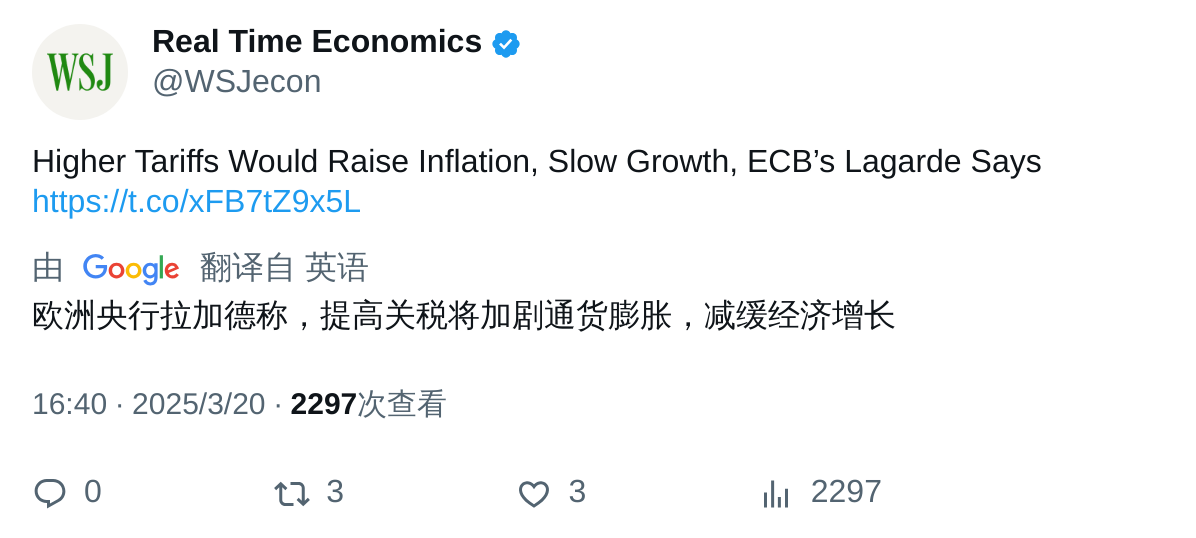 WSJ
Real Time Economics
@WSJecon
Higher Tariffs Would Raise Inflation, Slow Growth, ECB’s Lagarde Says
https://t.co/xFB7tZ9x5L
由 Google 翻译自 英语
欧洲央行拉加德称，提高关税将加剧通货膨胀，减缓经济增长
16:40 · 2025/3/20 · 2297次查看
0 3 3 2297